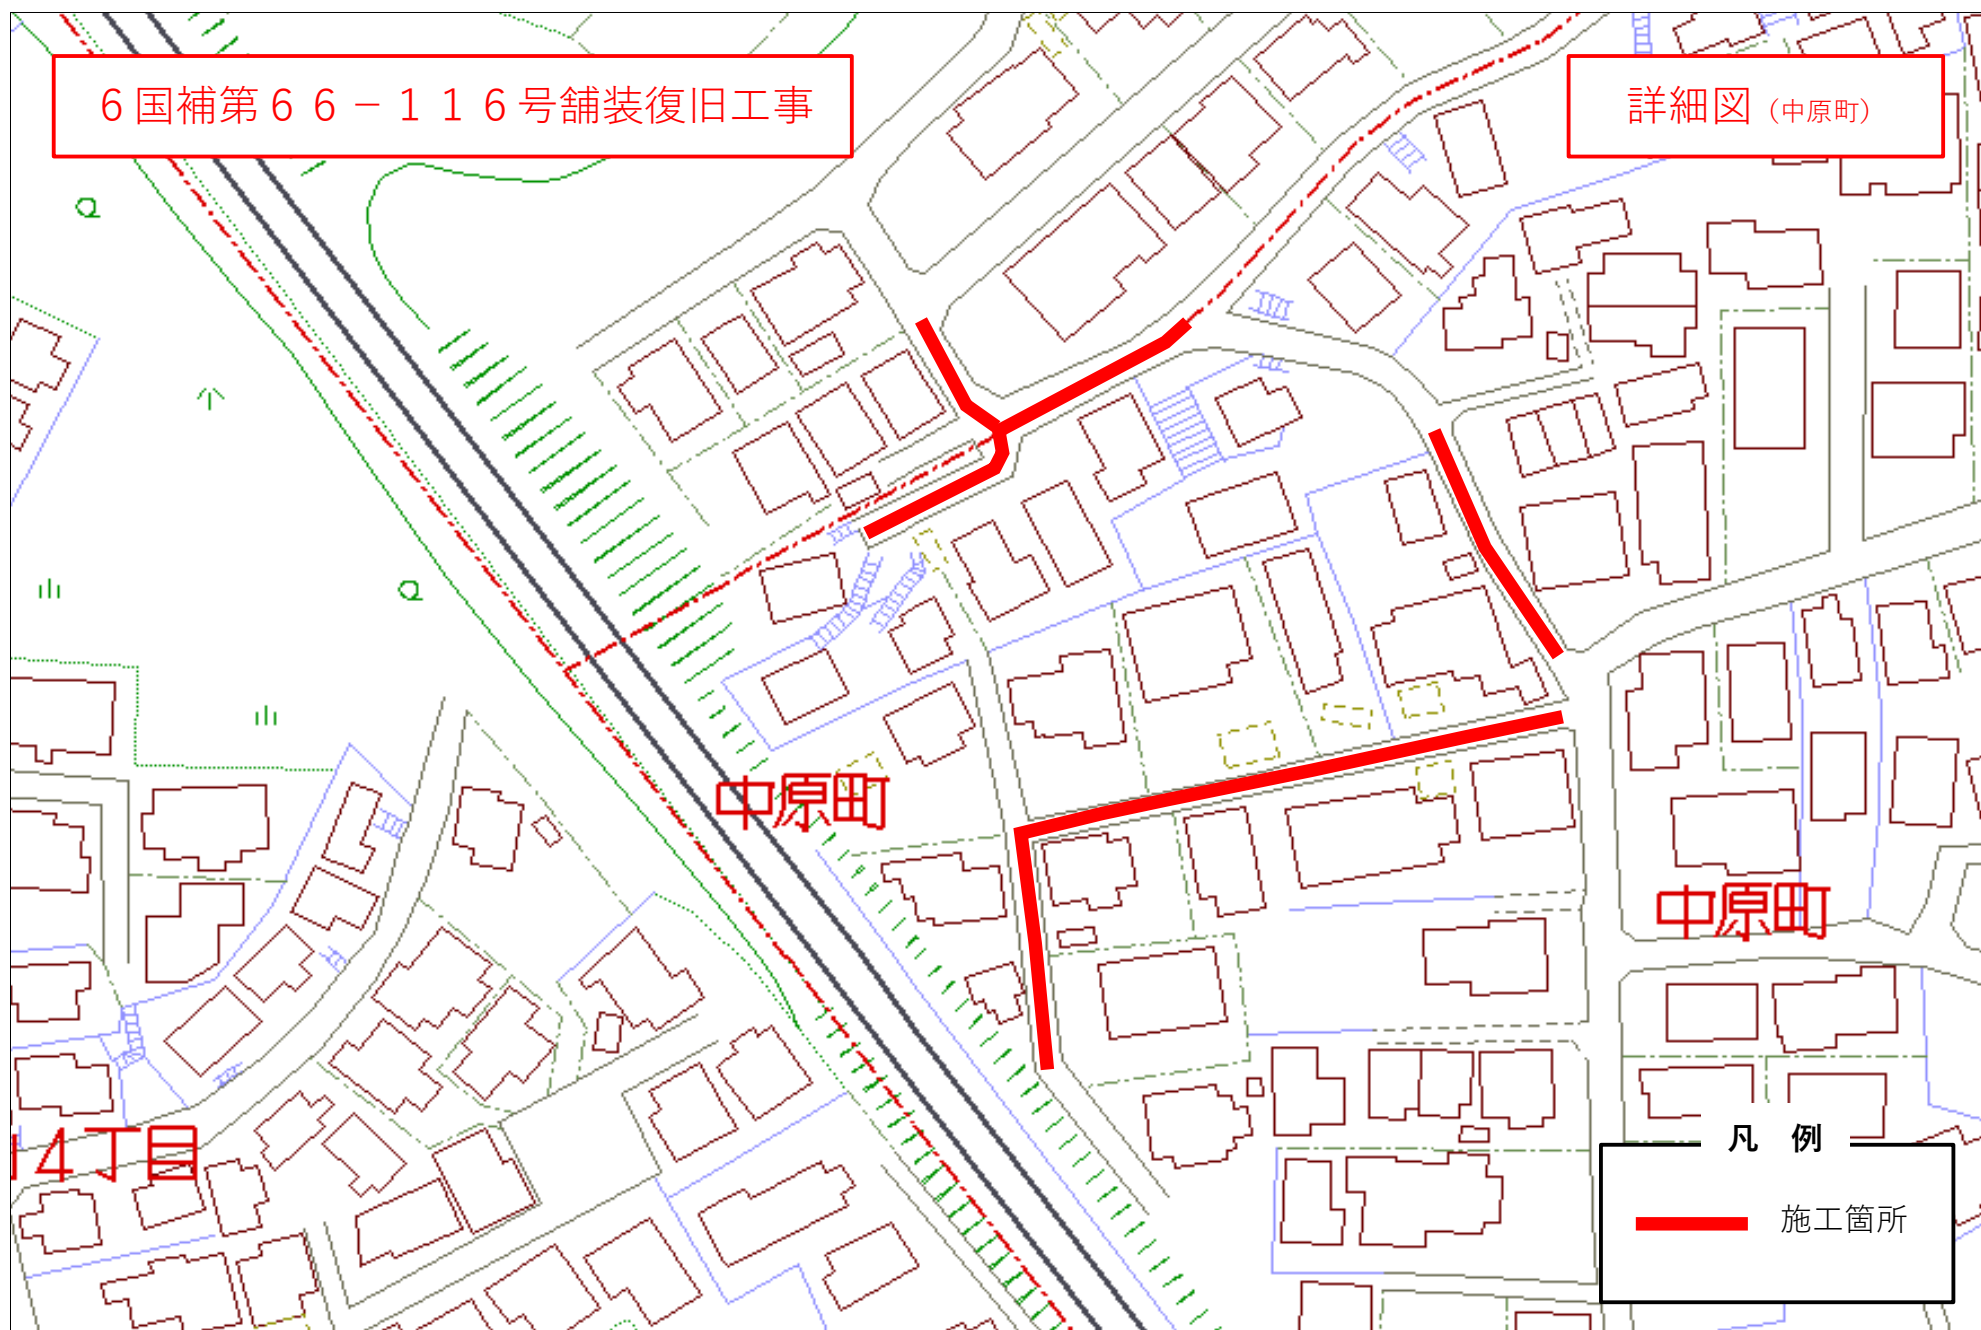 6国補第66－116号舗装復旧工事
詳細図（中原町）
中原町
中原町
4丁目
凡　例
施工箇所